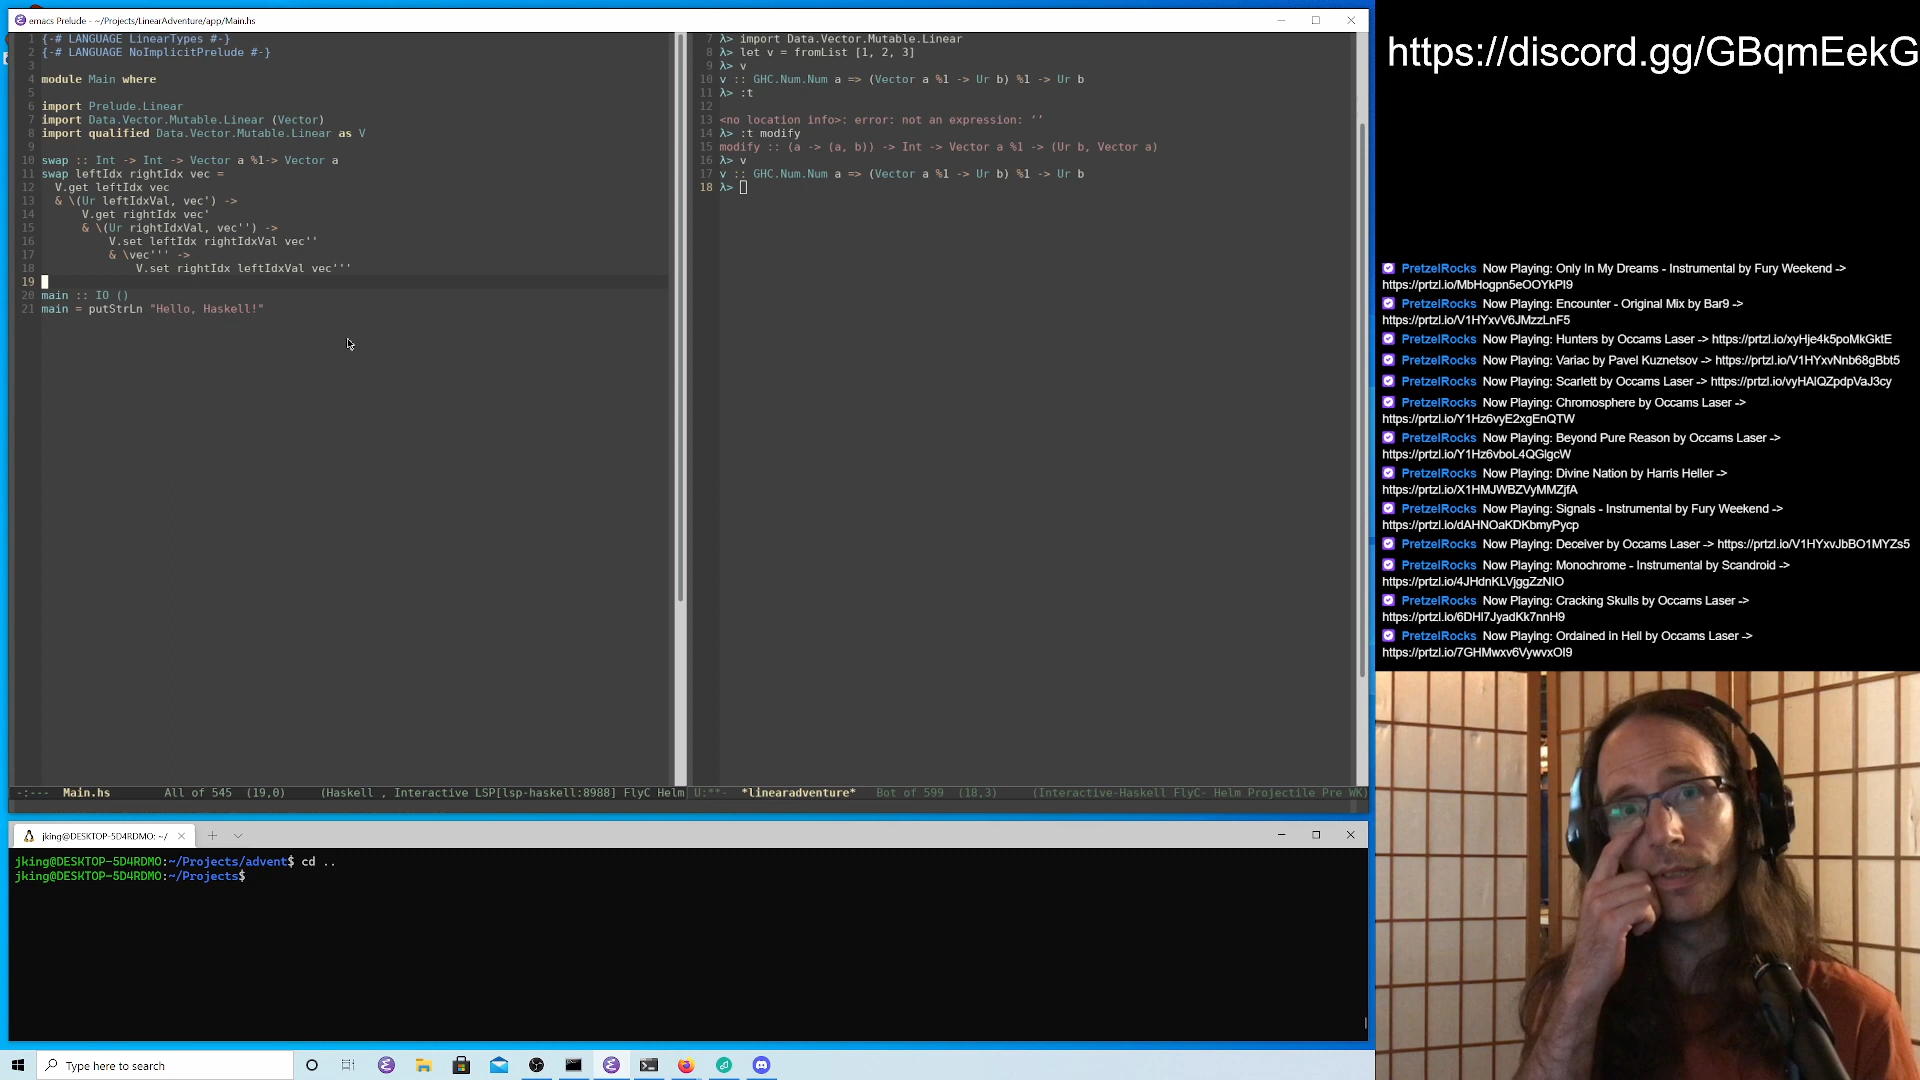 emacs Prelude - ~/Projects/LinearAdventure/app/Main.hs
1 {-# LANGUAGE LinearTypes #-}
2 {-# LANGUAGE NoImplicitPrelude #-}
3
4 module Main where
5
6 import Prelude.Linear
7 import Data.Vector.Mutable.Linear (Vector)
8 import qualified Data.Vector.Mutable.Linear as V
9
10 swap :: Int -> Int -> Vector a %1-> Vector a
11 swap leftIdx rightIdx vec =
12 V.get leftIdx vec
13 & \(Ur leftIdxVal, vec') ->
14 V.get rightIdx vec'
15 & \(Ur rightIdxVal, vec'') ->
16 V.set leftIdx rightIdxVal vec''
17 & \vec''' ->
18 V.set rightIdx leftIdxVal vec'''
19
20 main :: IO ()
21 main = putStrLn "Hello, Haskell!"
-:--- Main.hs All of 545 (19,0) (Haskell , Interactive LSP[lsp-haskell:8988] FlyC Helm
7 λ> import Data.Vector.Mutable.Linear
8 λ> let v = fromList [1, 2, 3]
9 λ> v
10 v :: GHC.Num.Num a => (Vector a %1 -> Ur b) %1 -> Ur b
11 λ> :t
12
13 <no location info>: error: not an expression: ‘’
14 λ> :t modify
15 modify :: (a -> (a, b)) -> Int -> Vector a %1 -> (Ur b, Vector a)
16 λ> v
17 v :: GHC.Num.Num a => (Vector a %1 -> Ur b) %1 -> Ur b
18 λ>
U:**- *linearadventure* Bot of 599 (18,3) (Interactive-Haskell FlyC- Helm Projectile Pre WK)
jking@DESKTOP-5D4RDMO: ~/
jking@DESKTOP-5D4RDMO:~/Projects/advent$ cd ..
jking@DESKTOP-5D4RDMO:~/Projects$
Type here to search
https://discord.gg/GBqmEekG
PretzelRocks Now Playing: Only In My Dreams - Instrumental by Fury Weekend ->
https://prtzl.io/MbHogpn5eOOYkPl9
PretzelRocks Now Playing: Encounter - Original Mix by Bar9 ->
https://prtzl.io/V1HYxvV6JMzzLnF5
PretzelRocks Now Playing: Hunters by Occams Laser -> https://prtzl.io/xyHje4k5poMkGktE
PretzelRocks Now Playing: Variac by Pavel Kuznetsov -> https://prtzl.io/V1HYxvNnb68gBbt5
PretzelRocks Now Playing: Scarlett by Occams Laser -> https://prtzl.io/vyHAlQZpdpVaJ3cy
PretzelRocks Now Playing: Chromosphere by Occams Laser ->
https://prtzl.io/Y1Hz6vyE2xgEnQTW
PretzelRocks Now Playing: Beyond Pure Reason by Occams Laser ->
https://prtzl.io/Y1Hz6vboL4QGlgcW
PretzelRocks Now Playing: Divine Nation by Harris Heller ->
https://prtzl.io/X1HMJWBZVyMMZjfA
PretzelRocks Now Playing: Signals - Instrumental by Fury Weekend ->
https://prtzl.io/dAHNOaKDKbmyPycp
PretzelRocks Now Playing: Deceiver by Occams Laser -> https://prtzl.io/V1HYxvJbBO1MYZs5
PretzelRocks Now Playing: Monochrome - Instrumental by Scandroid ->
https://prtzl.io/4JHdnKLVjggZzNIO
PretzelRocks Now Playing: Cracking Skulls by Occams Laser ->
https://prtzl.io/6DHl7JyadKk7nnH9
PretzelRocks Now Playing: Ordained in Hell by Occams Laser ->
https://prtzl.io/7GHMwxv6VywvxOl9